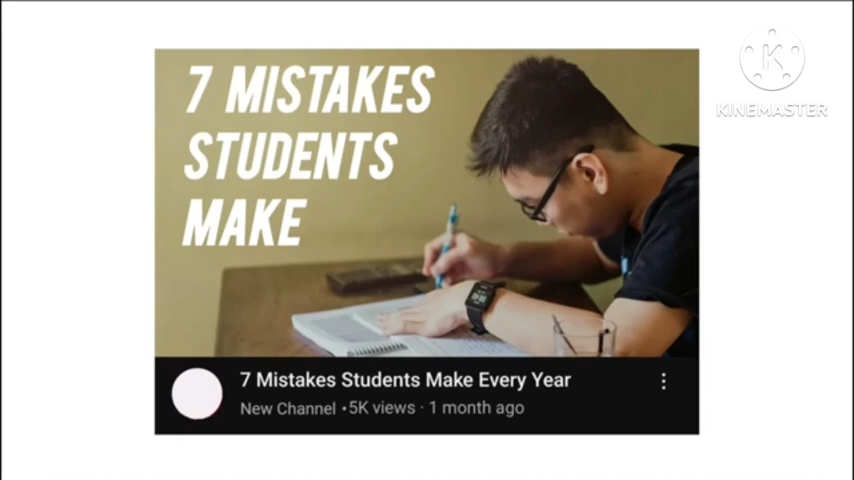 7 MISTAKES
STUDENTS
MAKE
K
KINEMASTER
7 Mistakes Students Make Every Year
New Channel •5K views · 1 month ago